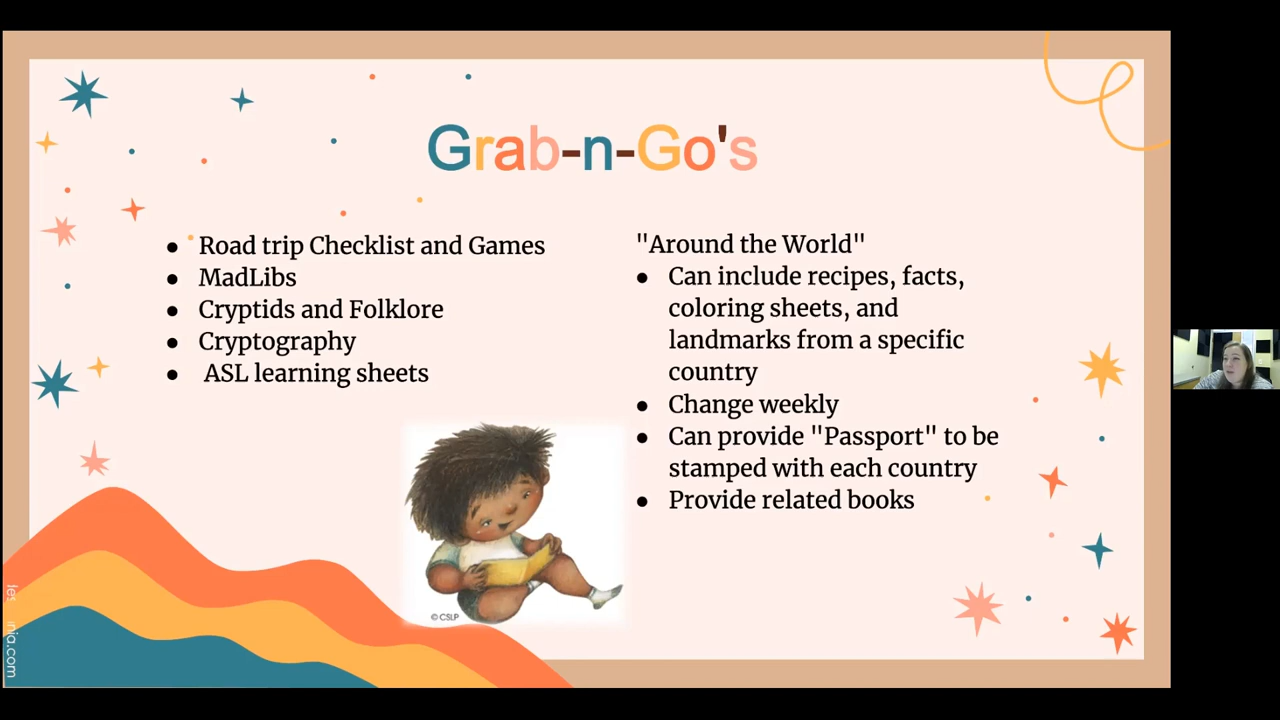 Grab-n-Go's
● Road trip Checklist and Games
● MadLibs
● Cryptids and Folklore
● Cryptography
● ASL learning sheets
"Around the World"
● Can include recipes, facts,
coloring sheets, and
landmarks from a specific
country
● Change weekly
● Can provide "Passport" to be
stamped with each country
● Provide related books
© CSLP